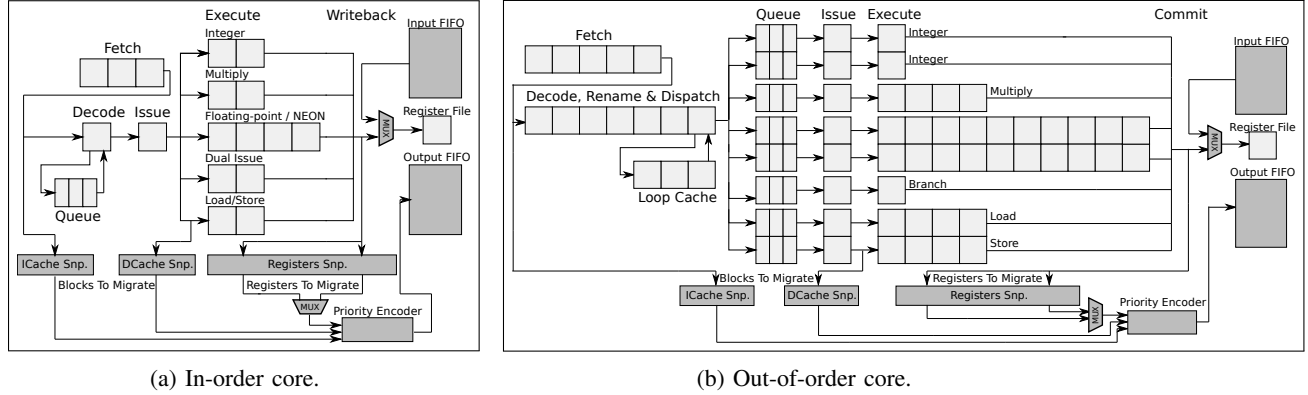 Execute
Writeback
Integer
Input FIFO
Fetch
Multiply
Decode
Issue
Floating-point / NEON
MUX
Register File
Dual Issue
Output FIFO
Queue
Load/Store
ICache Snp.
DCache Snp.
Registers Snp.
Blocks To Migrate
Registers To Migrate
MUX
Priority Encoder
(a) In-order core.
Queue
Issue
Execute
Commit
Fetch
Integer
Input FIFO
Integer
Decode, Rename & Dispatch
Multiply
Register File
MUX
Loop Cache
Branch
Output FIFO
Load
Store
Blocks To Migrate
Registers To Migrate
ICache Snp.
DCache Snp.
Registers Snp.
MUX
Priority Encoder
(b) Out-of-order core.